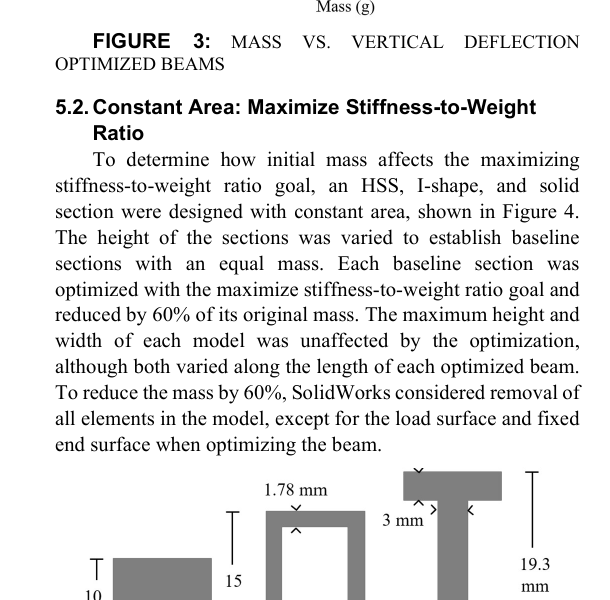 Mass (g)
FIGURE 3: MASS VS. VERTICAL DEFLECTION
OPTIMIZED BEAMS
5.2. Constant Area: Maximize Stiffness-to-Weight
Ratio
To determine how initial mass affects the maximizing
stiffness-to-weight ratio goal, an HSS, I-shape, and solid
section were designed with constant area, shown in Figure 4.
The height of the sections was varied to establish baseline
sections with an equal mass. Each baseline section was
optimized with the maximize stiffness-to-weight ratio goal and
reduced by 60% of its original mass. The maximum height and
width of each model was unaffected by the optimization,
although both varied along the length of each optimized beam.
To reduce the mass by 60%, SolidWorks considered removal of
all elements in the model, except for the load surface and fixed
end surface when optimizing the beam.
1.78 mm
3 mm
19.3
mm
15
10